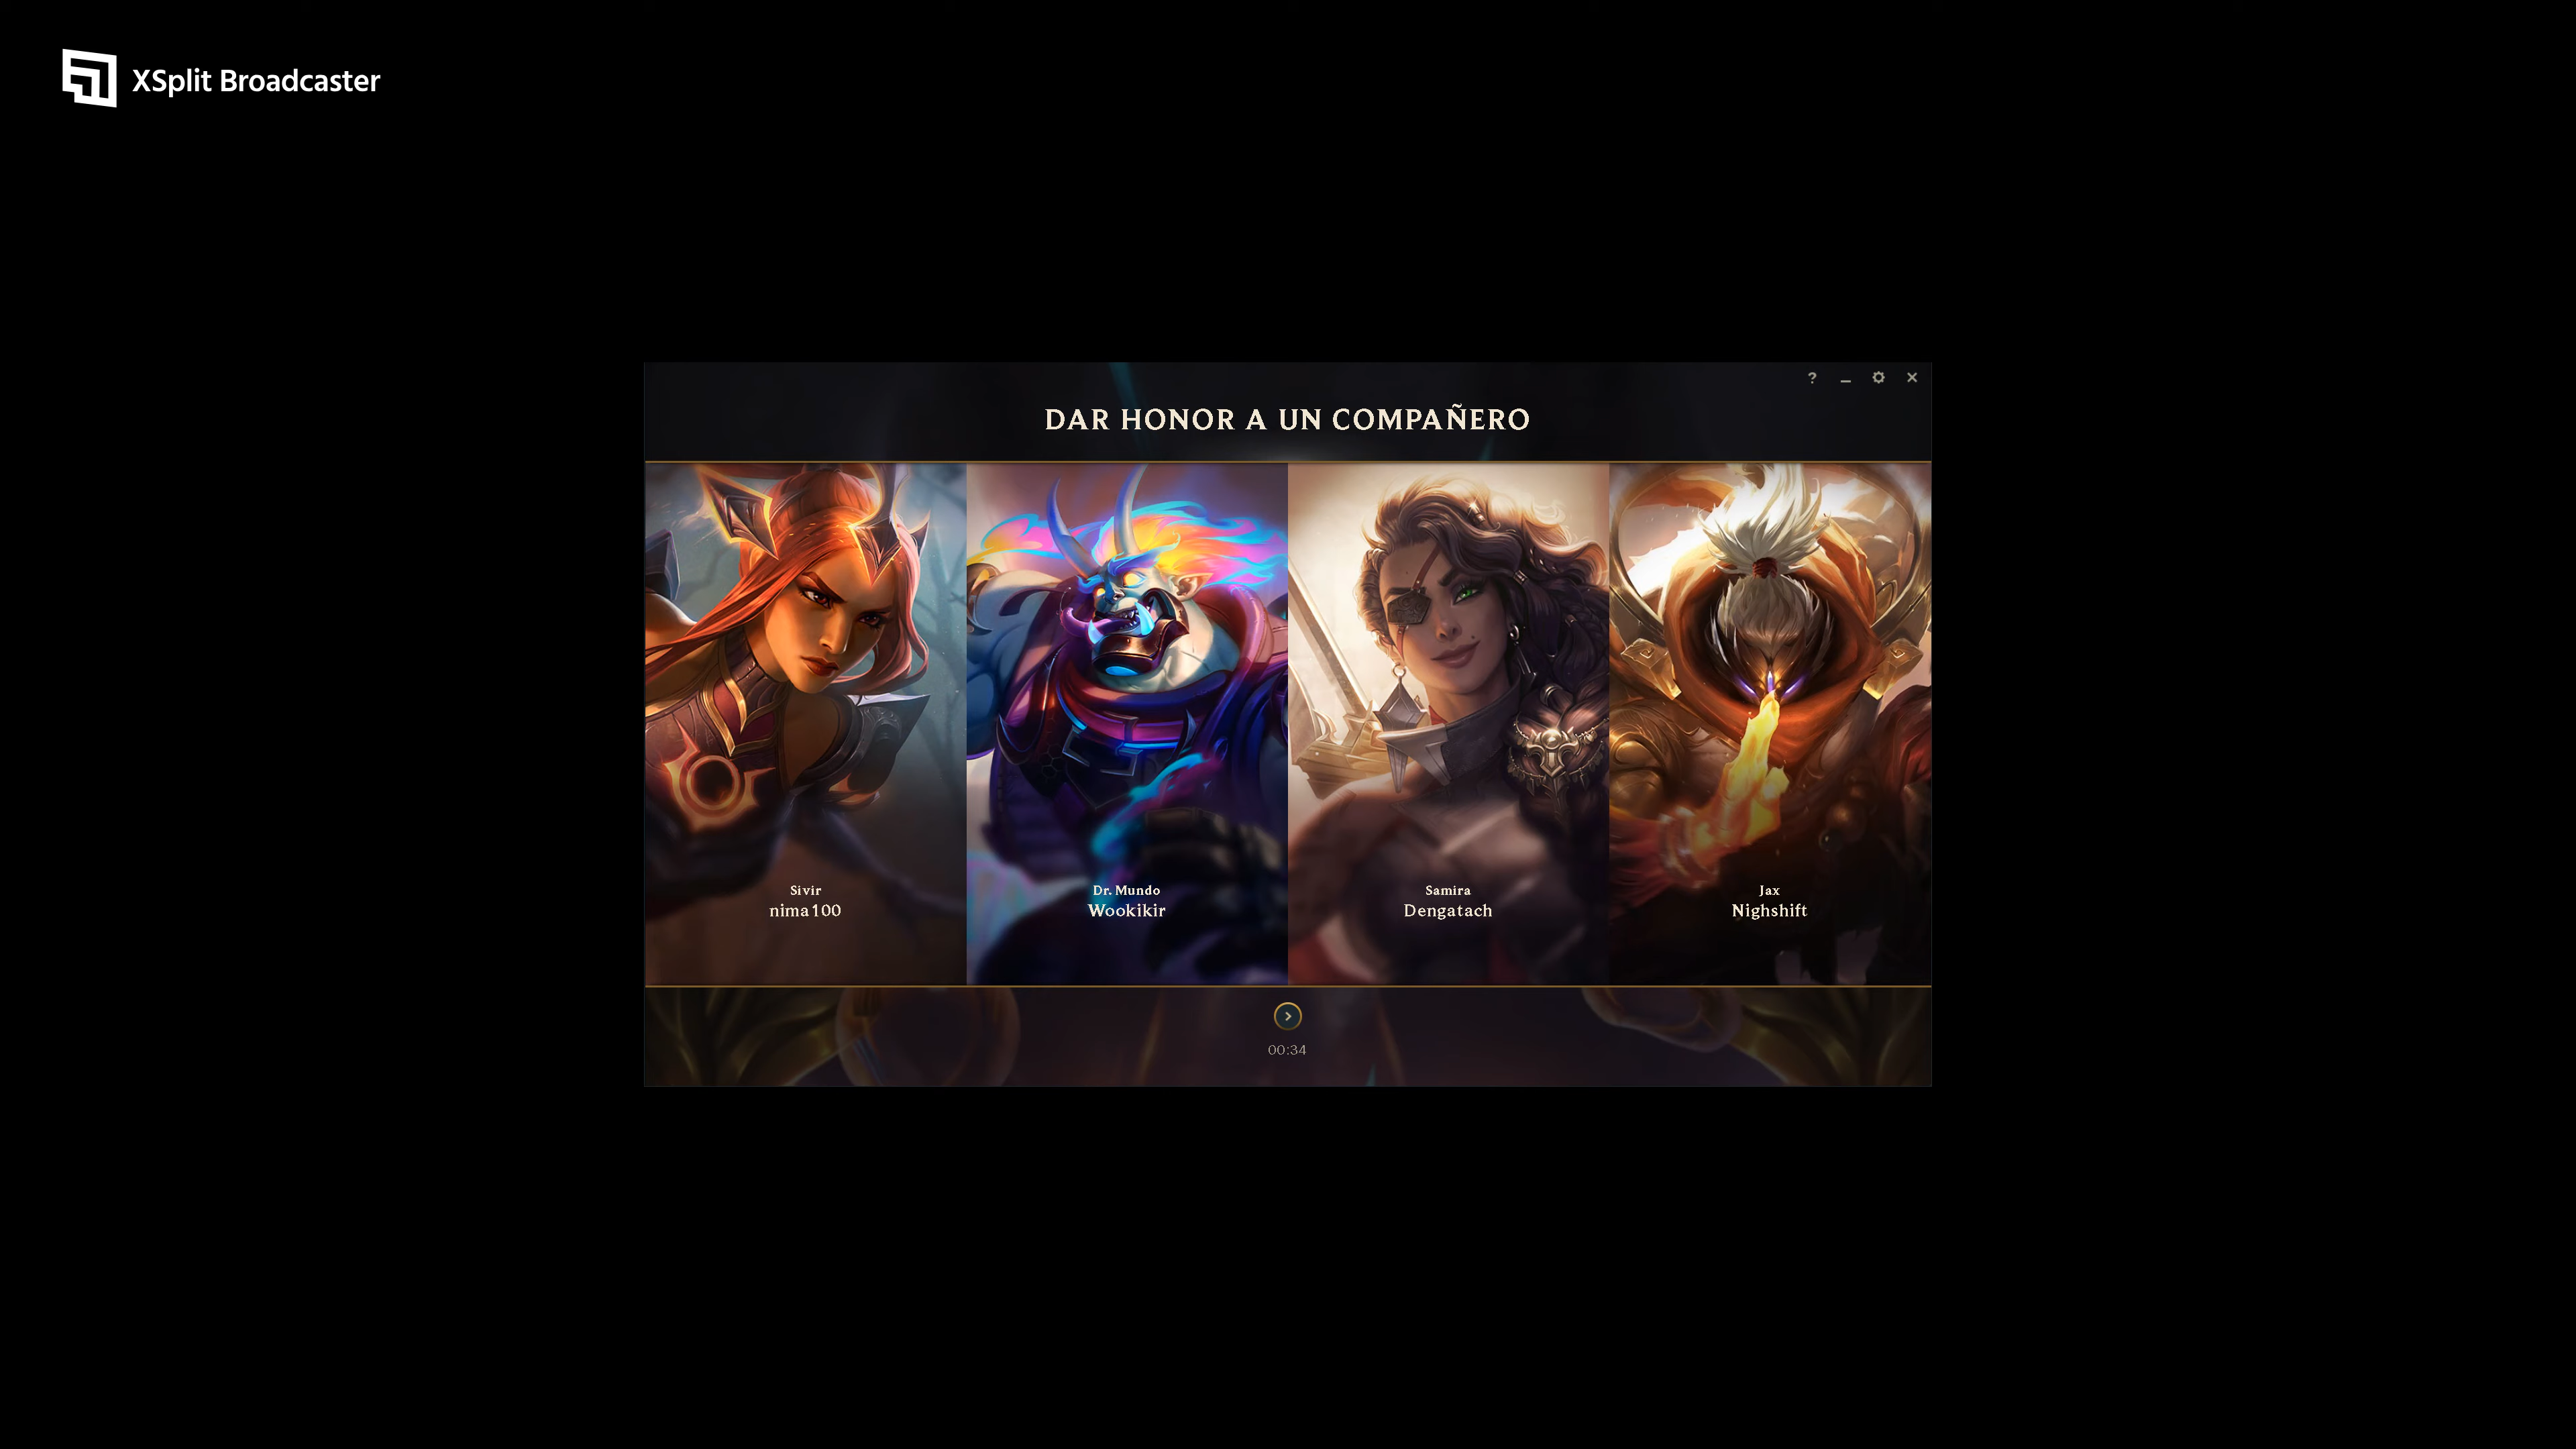 XSplit Broadcaster
?
DAR HONOR A UN COMPAÑERO
Sivir
nima100
Dr. Mundo
Wookikir
Samira
Dengatach
Jax
Nighshift
00:34